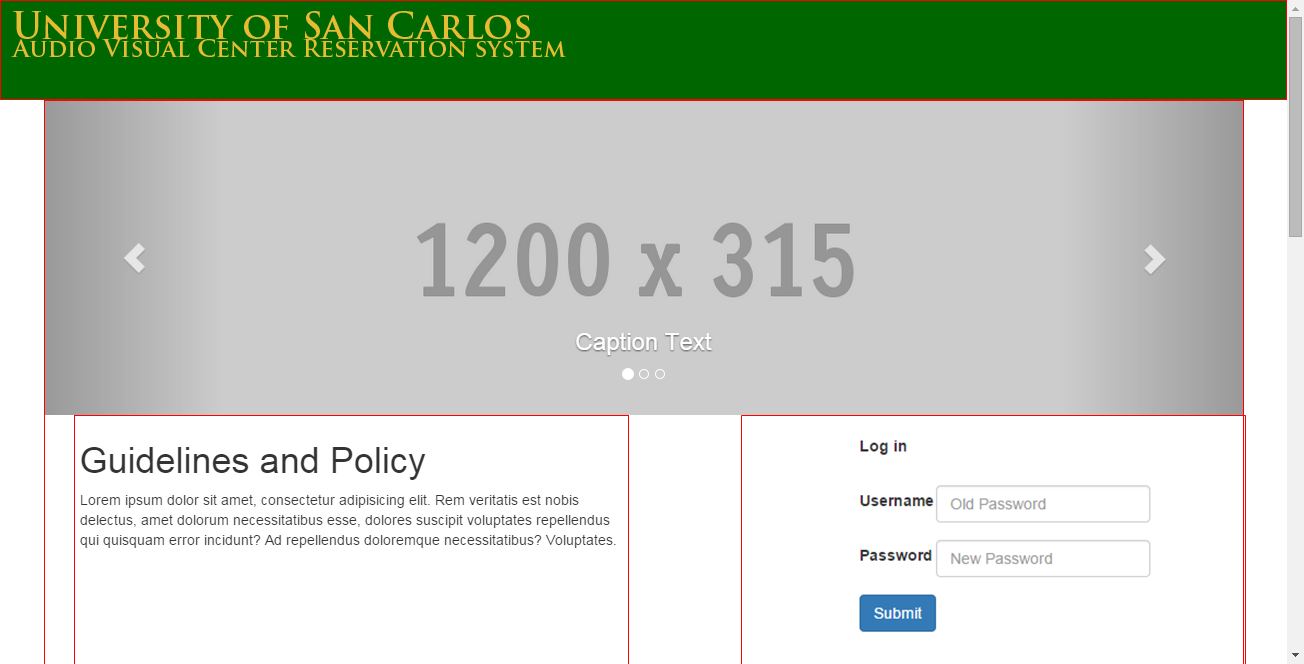 University of San Carlos
Audio Visual Center Reservation system
1200 x 315
Caption Text
Guidelines and Policy
Lorem ipsum dolor sit amet, consectetur adipisicing elit. Rem veritatis est nobis
delectus, amet dolorum necessitatibus esse, dolores suscipit voluptates repellendus
qui quisquam error incidunt? Ad repellendus doloremque necessitatibus? Voluptates.
Log in
Username Old Password
Password New Password
Submit